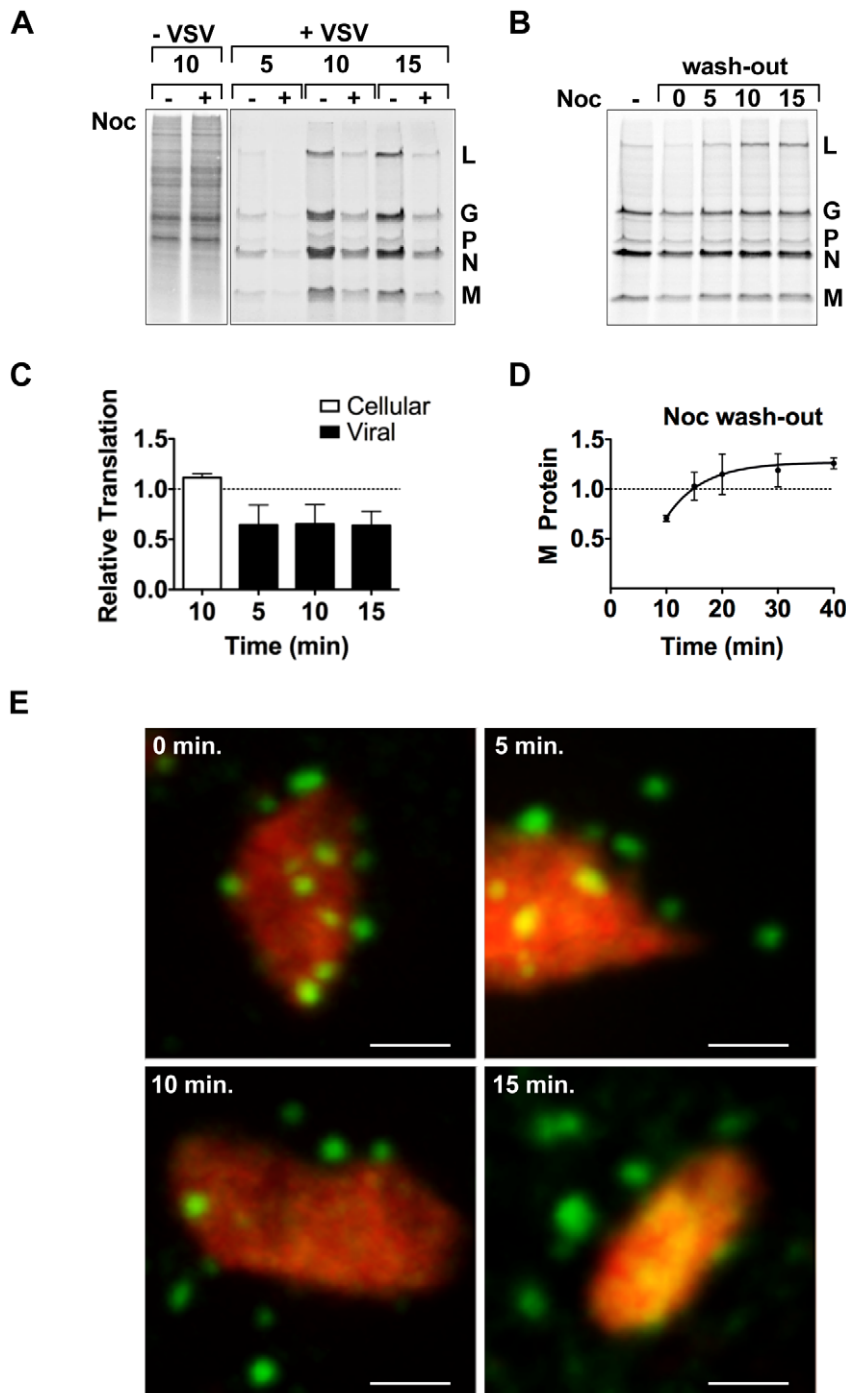 A
- VSV
+ VSV
10
5
10
15
Noc
-
+
-
+
-
+
-
+
L
G
P
N
M
B
wash-out
Noc
-
0
5
10
15
L
G
P
N
M
C
Cellular
Viral
Relative Translation
1.5
1.0
0.5
0.0
10
5
10
15
Time (min)
D
Noc wash-out
M Protein
1.5
1.0
0.5
0
10
20
30
40
Time (min)
E
0 min.
5 min.
10 min.
15 min.